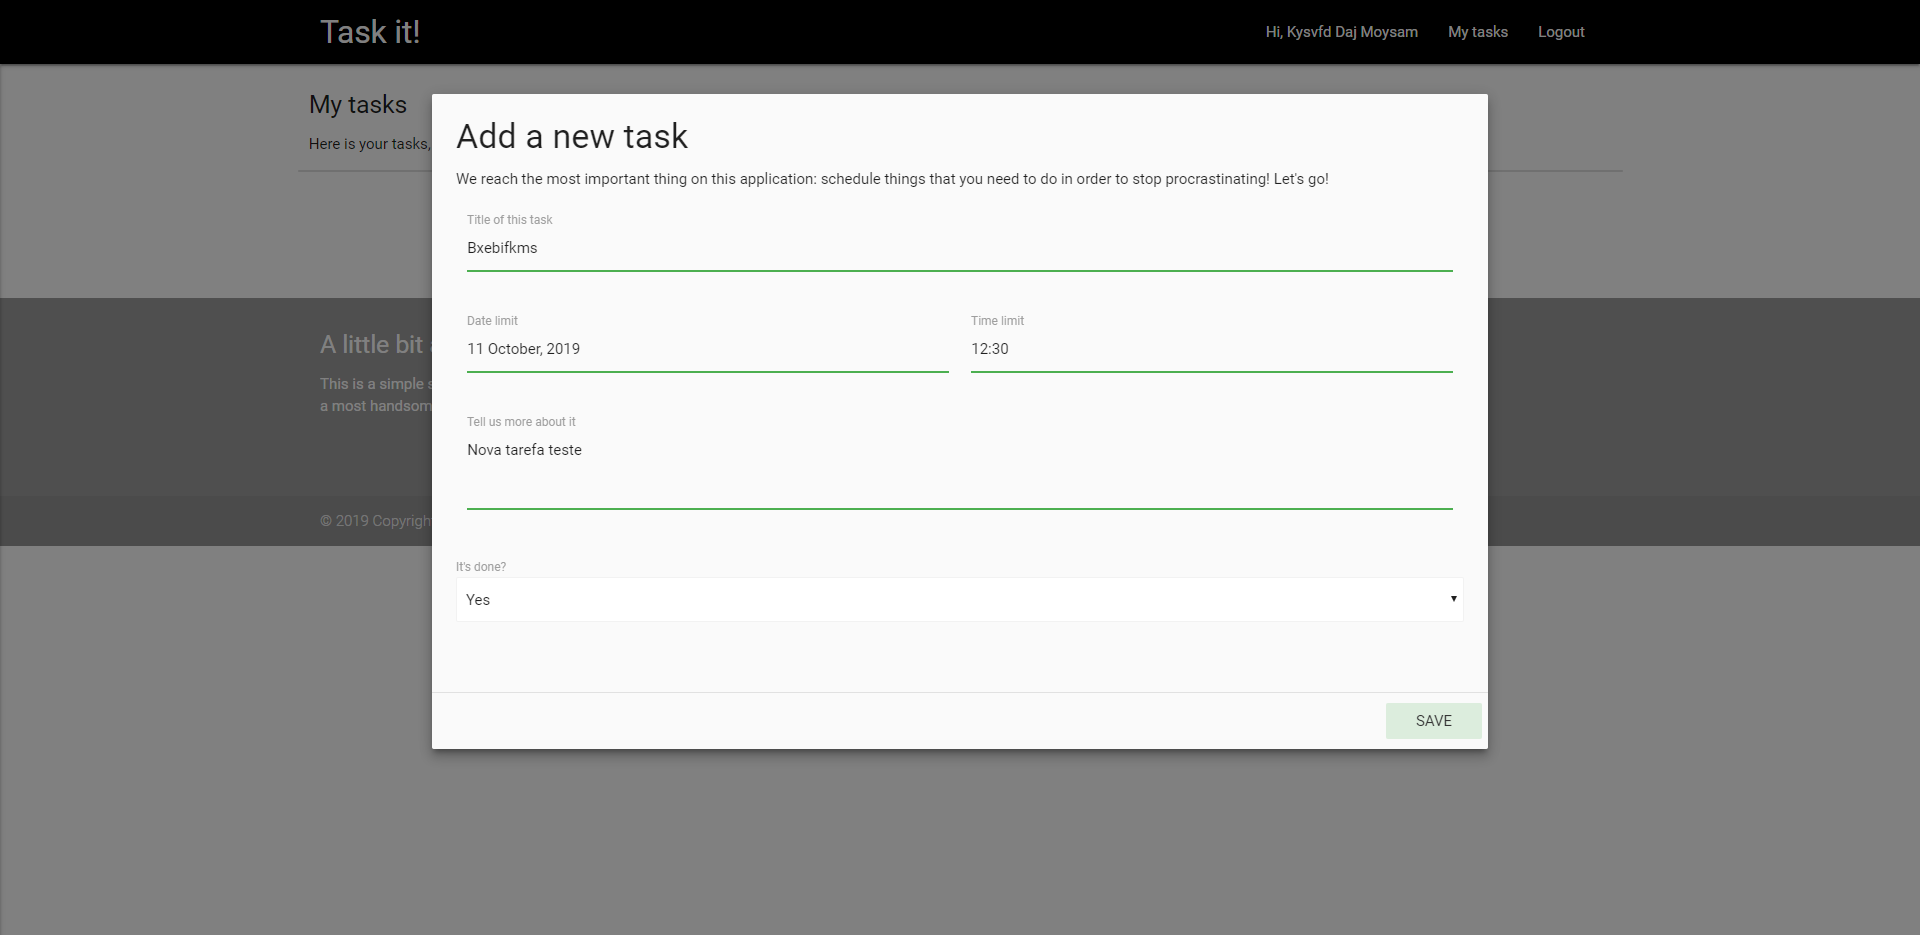 Task it!
Hi, Kysvfd Daj Moysam
My tasks
Logout
My tasks
Here is your tasks,
Add a new task
We reach the most important thing on this application: schedule things that you need to do in order to stop procrastinating! Let's go!
Title of this task
Bxebifkms
Date limit
11 October, 2019
Time limit
12:30
Tell us more about it
Nova tarefa teste
It's done?
Yes
SAVE
A little bit
This is a simple
a most
© 2019